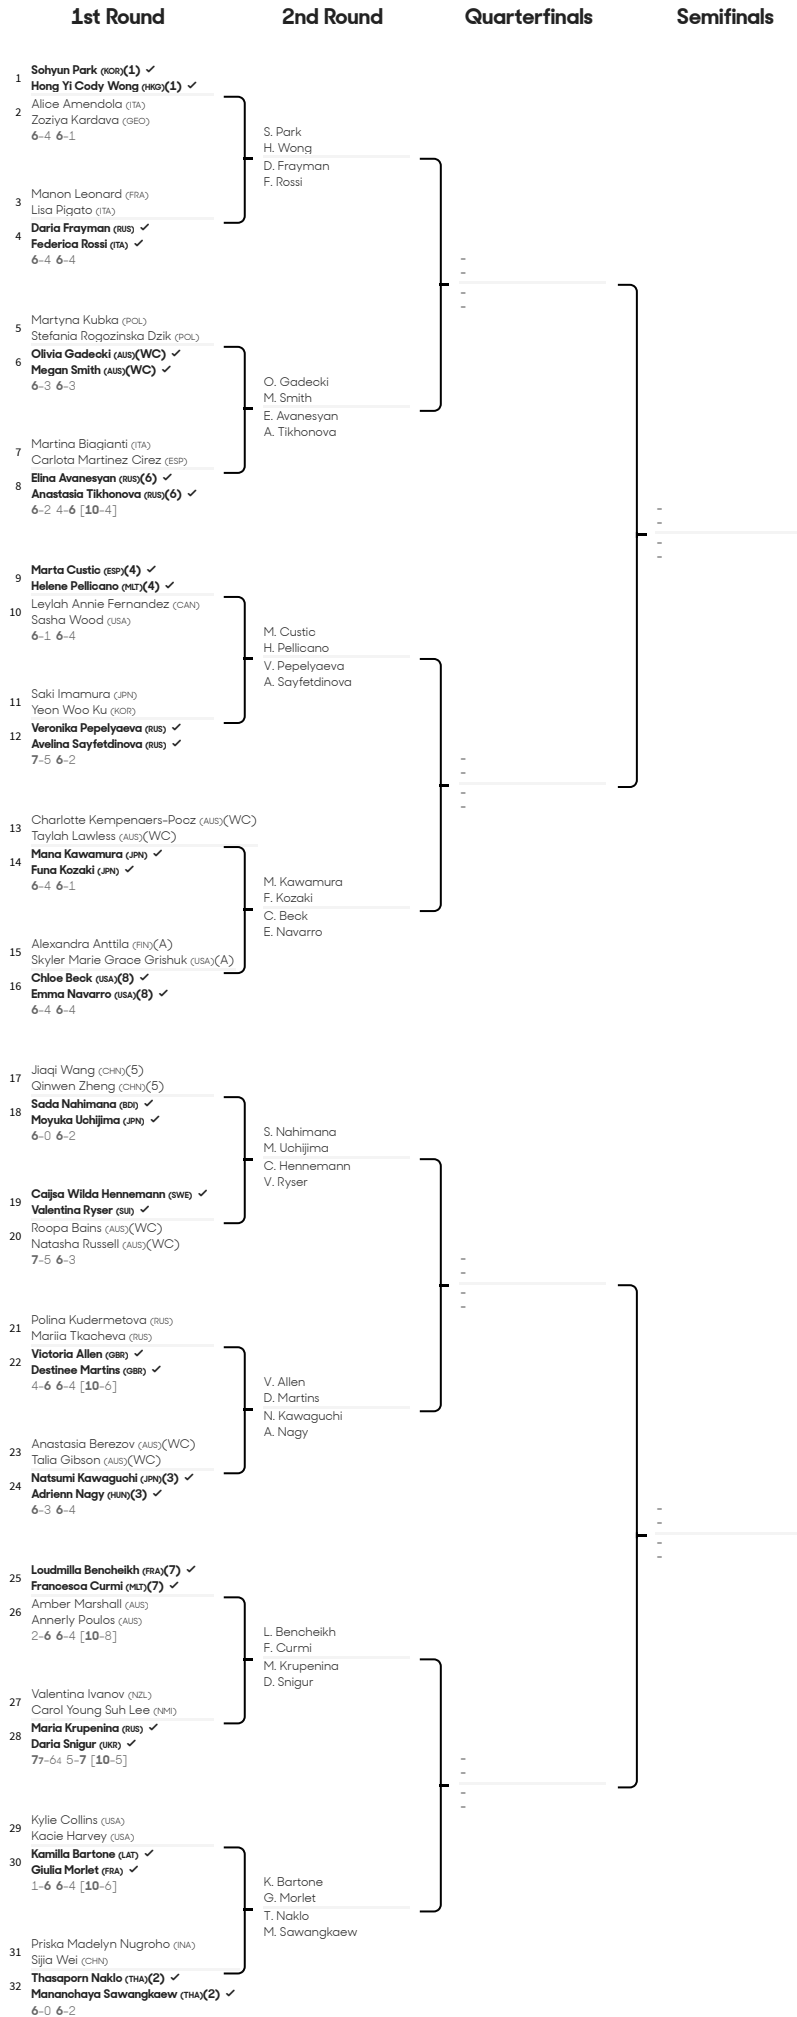 1st Round
2nd Round
Quarterfinals
Semifinals
1
Sohyun Park (KOR)(1) ✓
Hong Yi Cody Wong (HKG)(1) ✓
2
Alice Amendola (ITA)
Zoziya Kardava (GEO)
6-4 6-1
S. Park
H. Wong
D. Frayman
F. Rossi
3
Manon Leonard (FRA)
Lisa Pigato (ITA)
4
Daria Frayman (RUS) ✓
Federica Rossi (ITA) ✓
6-4 6-4
-
-
-
-
5
Martyna Kubka (POL)
Stefania Rogozinska Dzik (POL)
6
Olivia Gadecki (AUS)(WC) ✓
Megan Smith (AUS)(WC) ✓
6-3 6-3
O. Gadecki
M. Smith
E. Avanesyan
A. Tikhonova
7
Martina Biagianti (ITA)
Carlota Martinez Cirez (ESP)
8
Elina Avanesyan (RUS)(6) ✓
Anastasia Tikhonova (RUS)(6) ✓
6-2 4-6 [10-4]
-
-
-
-
9
Marta Custic (ESP)(4) ✓
Helene Pellicano (MLT)(4) ✓
10
Leylah Annie Fernandez (CAN)
Sasha Wood (USA)
6-1 6-4
M. Custic
H. Pellicano
V. Pepelyaeva
A. Sayfetdinova
11
Saki Imamura (JPN)
Yeon Woo Ku (KOR)
12
Veronika Pepelyaeva (RUS) ✓
Avelina Sayfetdinova (RUS) ✓
7-5 6-2
-
-
-
-
13
Charlotte Kempenaers-Pocz (AUS)(WC)
Taylah Lawless (AUS)(WC)
14
Mana Kawamura (JPN) ✓
Funa Kozaki (JPN) ✓
6-4 6-1
M. Kawamura
F. Kozaki
C. Beck
E. Navarro
15
Alexandra Anttila (FIN)(A)
Skyler Marie Grace Grishuk (USA)(A)
16
Chloe Beck (USA)(8) ✓
Emma Navarro (USA)(8) ✓
6-4 6-4
17
Jiaqi Wang (CHN)(5)
Qinwen Zheng (CHN)(5)
18
Sada Nahimana (BDI) ✓
Moyuka Uchijima (JPN) ✓
6-0 6-2
S. Nahimana
M. Uchijima
C. Hennemann
V. Ryser
19
Caijsa Wilda Hennemann (SWE) ✓
Valentina Ryser (SUI) ✓
20
Roopa Bains (AUS)(WC)
Natasha Russell (AUS)(WC)
7-5 6-3
-
-
-
-
21
Polina Kudermetova (RUS)
Mariia Tkacheva (RUS)
22
Victoria Allen (GBR) ✓
Destinee Martins (GBR) ✓
4-6 6-4 [10-6]
V. Allen
D. Martins
N. Kawaguchi
A. Nagy
23
Anastasia Berezov (AUS)(WC)
Talia Gibson (AUS)(WC)
24
Natsumi Kawaguchi (JPN)(3) ✓
Adrienn Nagy (HUN)(3) ✓
6-3 6-4
-
-
-
-
25
Loudmilla Bencheikh (FRA)(7) ✓
Francesca Curmi (MLT)(7) ✓
26
Amber Marshall (AUS)
Annerly Poulos (AUS)
2-6 6-4 [10-8]
L. Bencheikh
F. Curmi
M. Krupenina
D. Snigur
27
Valentina Ivanov (NZL)
Carol Young Suh Lee (NMI)
28
Maria Krupenina (RUS) ✓
Daria Snigur (UKR) ✓
77-64 5-7 [10-5]
-
-
-
-
29
Kylie Collins (USA)
Kacie Harvey (USA)
30
Kamilla Bartone (LAT) ✓
Giulia Morlet (FRA) ✓
1-6 6-4 [10-6]
K. Bartone
G. Morlet
T. Naklo
M. Sawangkaew
31
Priska Madelyn Nugroho (INA)
Sijia Wei (CHN)
32
Thasaporn Naklo (THA)(2) ✓
Mananchaya Sawangkaew (THA)(2) ✓
6-0 6-2